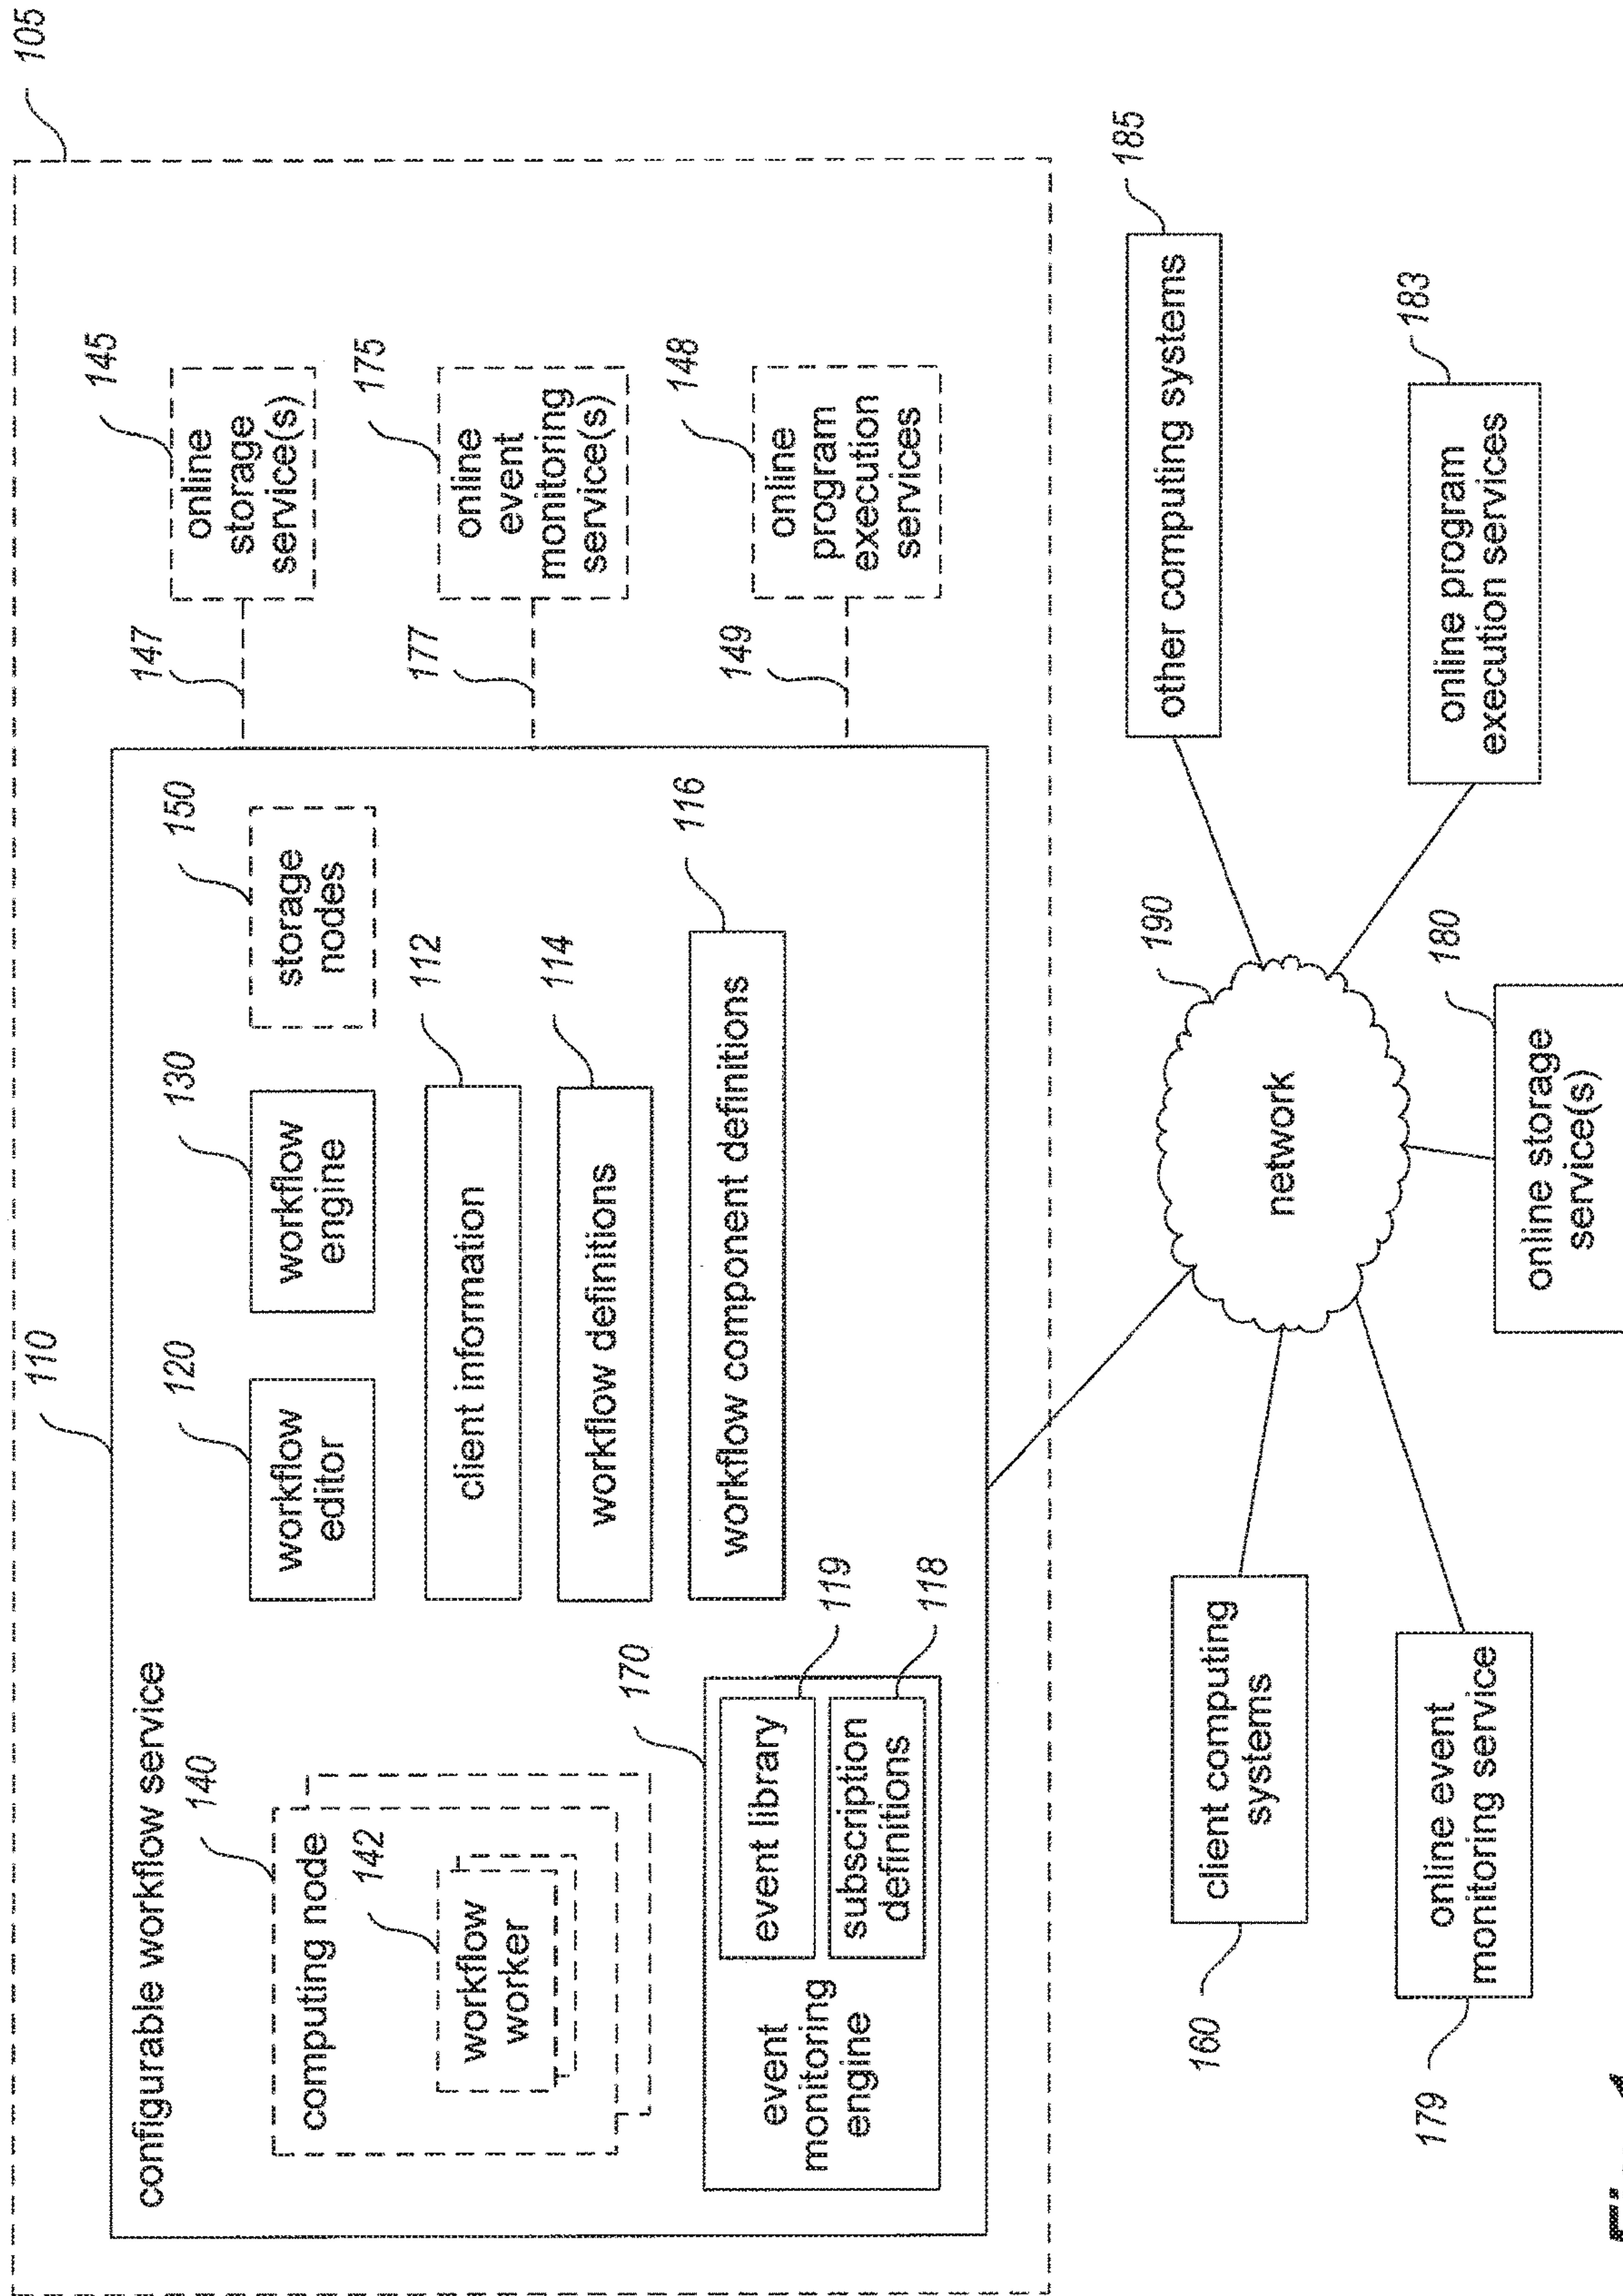 105
110
configurable workflow service
140
computing node
142
workflow
worker
120
workflow
editor
130
workflow
engine
150
storage
nodes
112
client information
114
workflow definitions
116
workflow component definitions
170
event
monitoring
engine
119
event library
118
subscription
definitions
147
145
online
storage
service(s)
177
175
online
event
monitoring
service(s)
149
148
online
program
execution
services
190
network
160
client computing
systems
179
online event
monitoring service
180
online storage
service(s)
185
other computing systems
183
online program
execution services